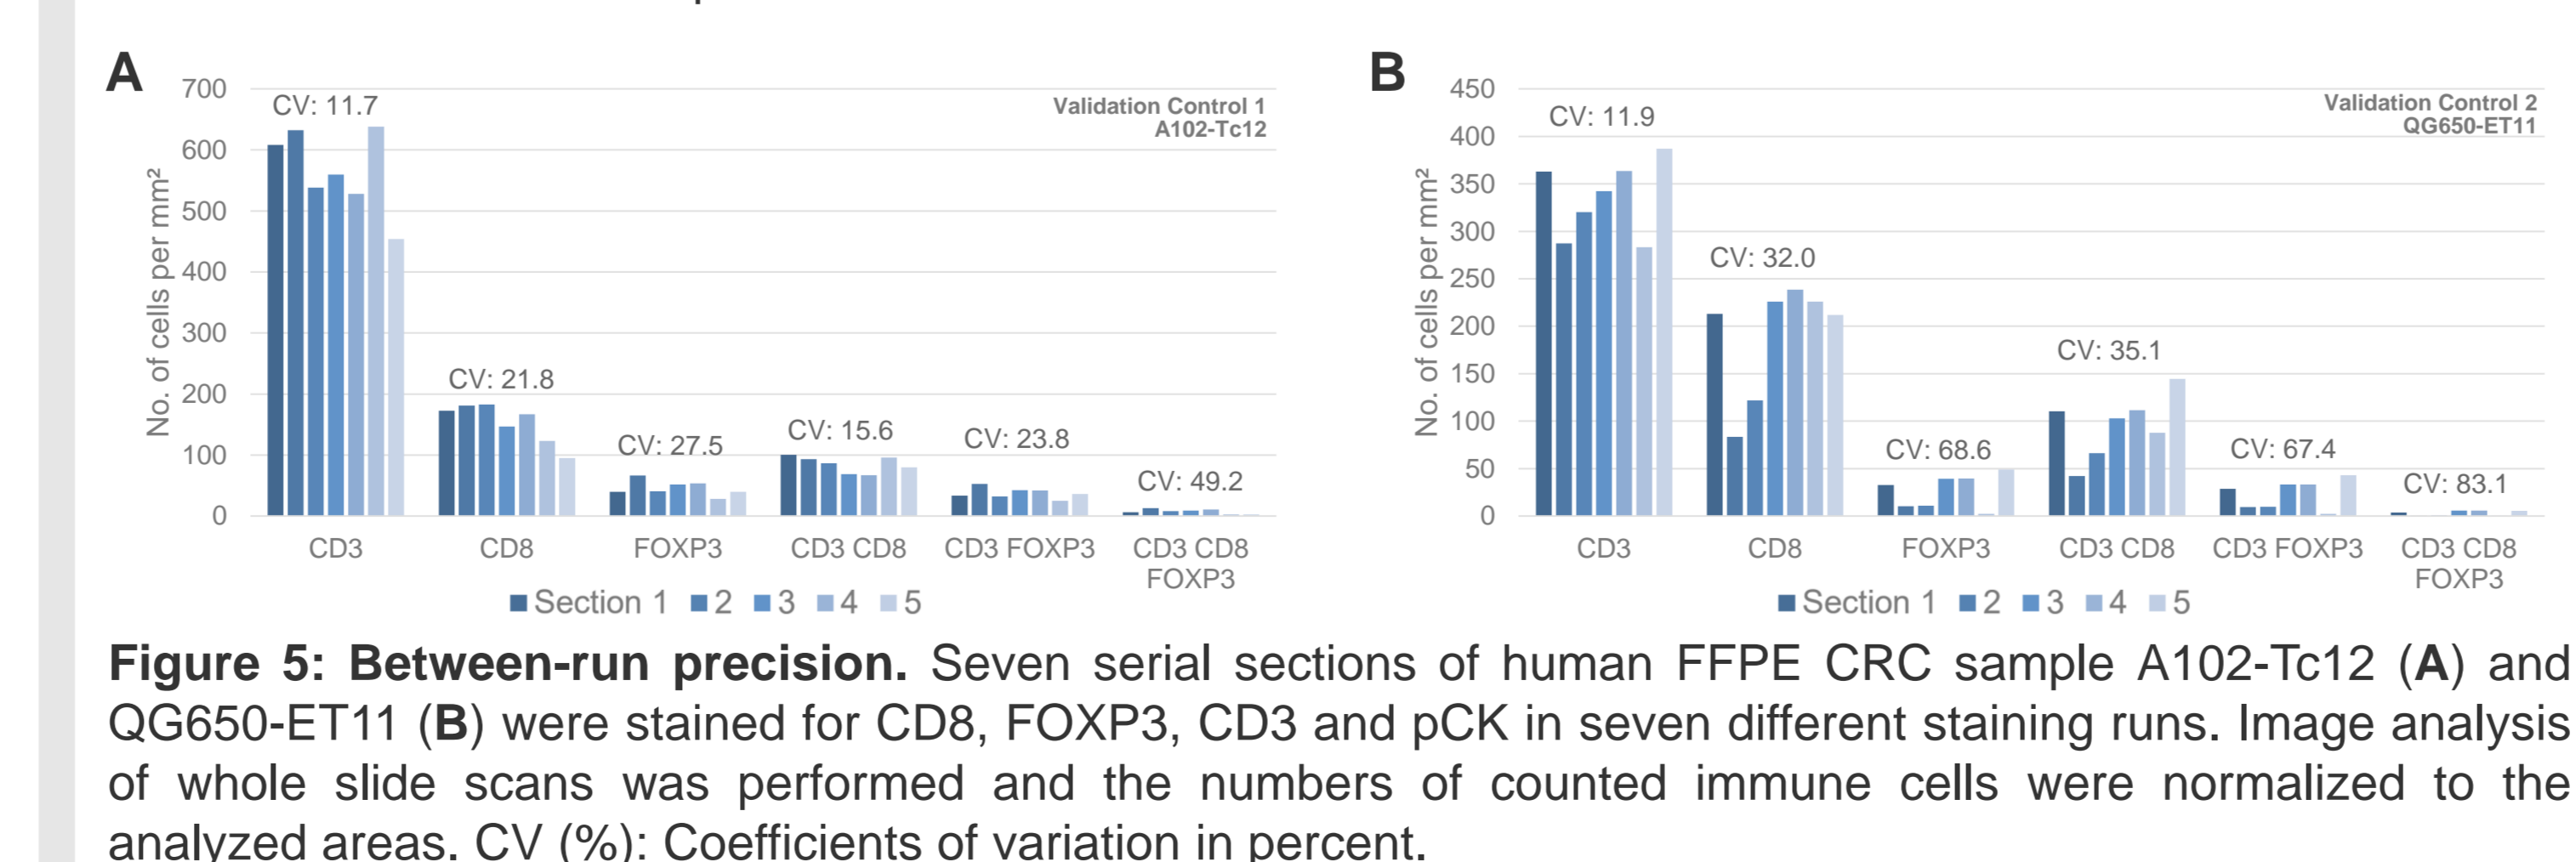 A
700
600
500
400
300
200
100
0
No. of cells per mm²
CV: 11.7
CV: 21.8
CV: 27.5
CV: 15.6
CV: 23.8
CV: 49.2
Validation Control 1
A102-Tc12
CD3
CD8
FOXP3
CD3 CD8
CD3 FOXP3
CD3 CD8
FOXP3
Section 1 2 3 4 5
B
450
400
350
300
250
200
150
100
50
0
No. of cells per mm²
CV: 11.9
CV: 32.0
CV: 68.6
CV: 35.1
CV: 67.4
CV: 83.1
Validation Control 2
QG650-ET11
CD3
CD8
FOXP3
CD3 CD8
CD3 FOXP3
CD3 CD8
FOXP3
Section 1 2 3 4 5
Figure 5: Between-run precision. Seven serial sections of human FFPE CRC sample A102-Tc12 (A) and
QG650-ET11 (B) were stained for CD8, FOXP3, CD3 and pCK in seven different staining runs. Image analysis
of whole slide scans was performed and the numbers of counted immune cells were normalized to the
analyzed areas. CV (%): Coefficients of variation in percent.